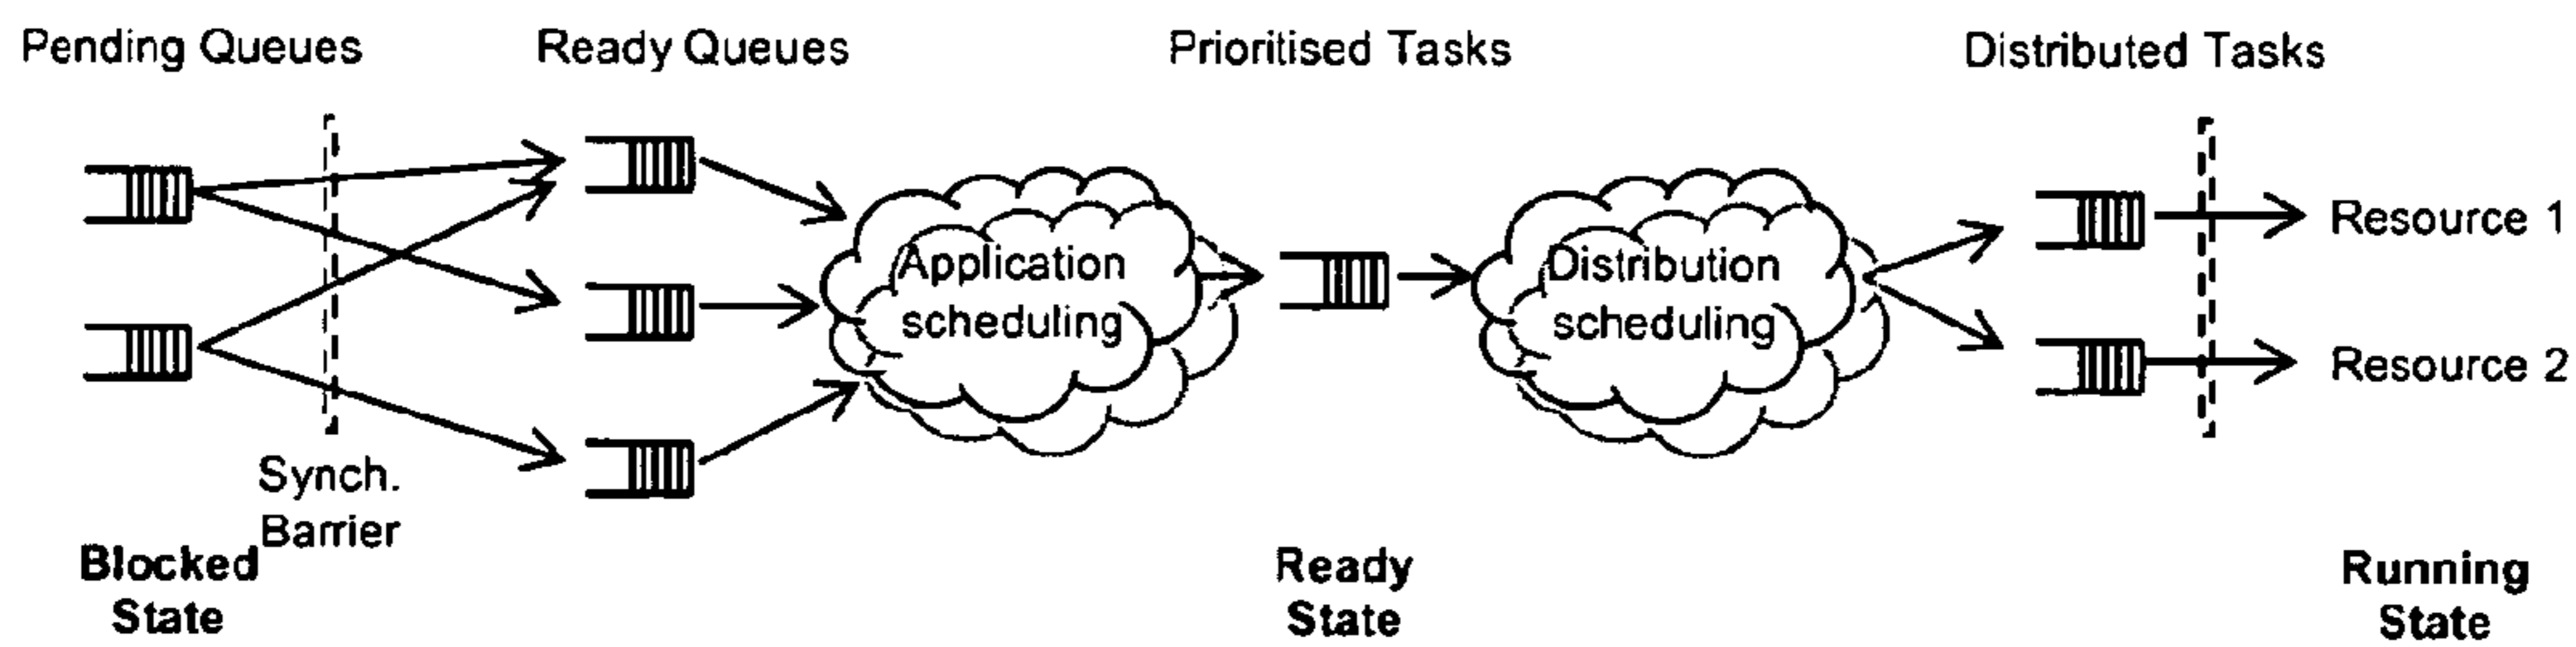 Pending Queues
Ready Queues
Prioritised Tasks
Distributed Tasks
Application
scheduling
Distribution
scheduling
Resource 1
Resource 2
Synch.
Barrier
Blocked
State
Ready
State
Running
State